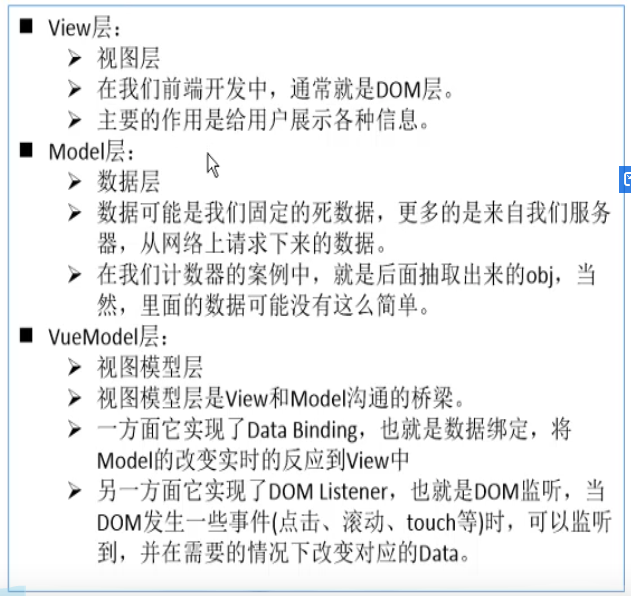 ■ View层：
➢ 视图层
➢ 在我们前端开发中，通常就是DOM层。
➢ 主要的作用是给用户展示各种信息。
■ Model层：
➢ 数据层
➢ 数据可能是我们固定的死数据，更多的是来自我们服务
器，从网络上请求下来的数据。
➢ 在我们计数器的案例中，就是后面抽取出来的obj，当
然，里面的数据可能没有这么简单。
■ VueModel层：
➢ 视图模型层
➢ 视图模型层是View和Model沟通的桥梁。
➢ 一方面它实现了Data Binding，也就是数据绑定，将
Model的改变实时的反应到View中
➢ 另一方面它实现了DOM Listener，也就是DOM监听，当
DOM发生一些事件(点击、滚动、touch等)时，可以监听
到，并在需要的情况下改变对应的Data。